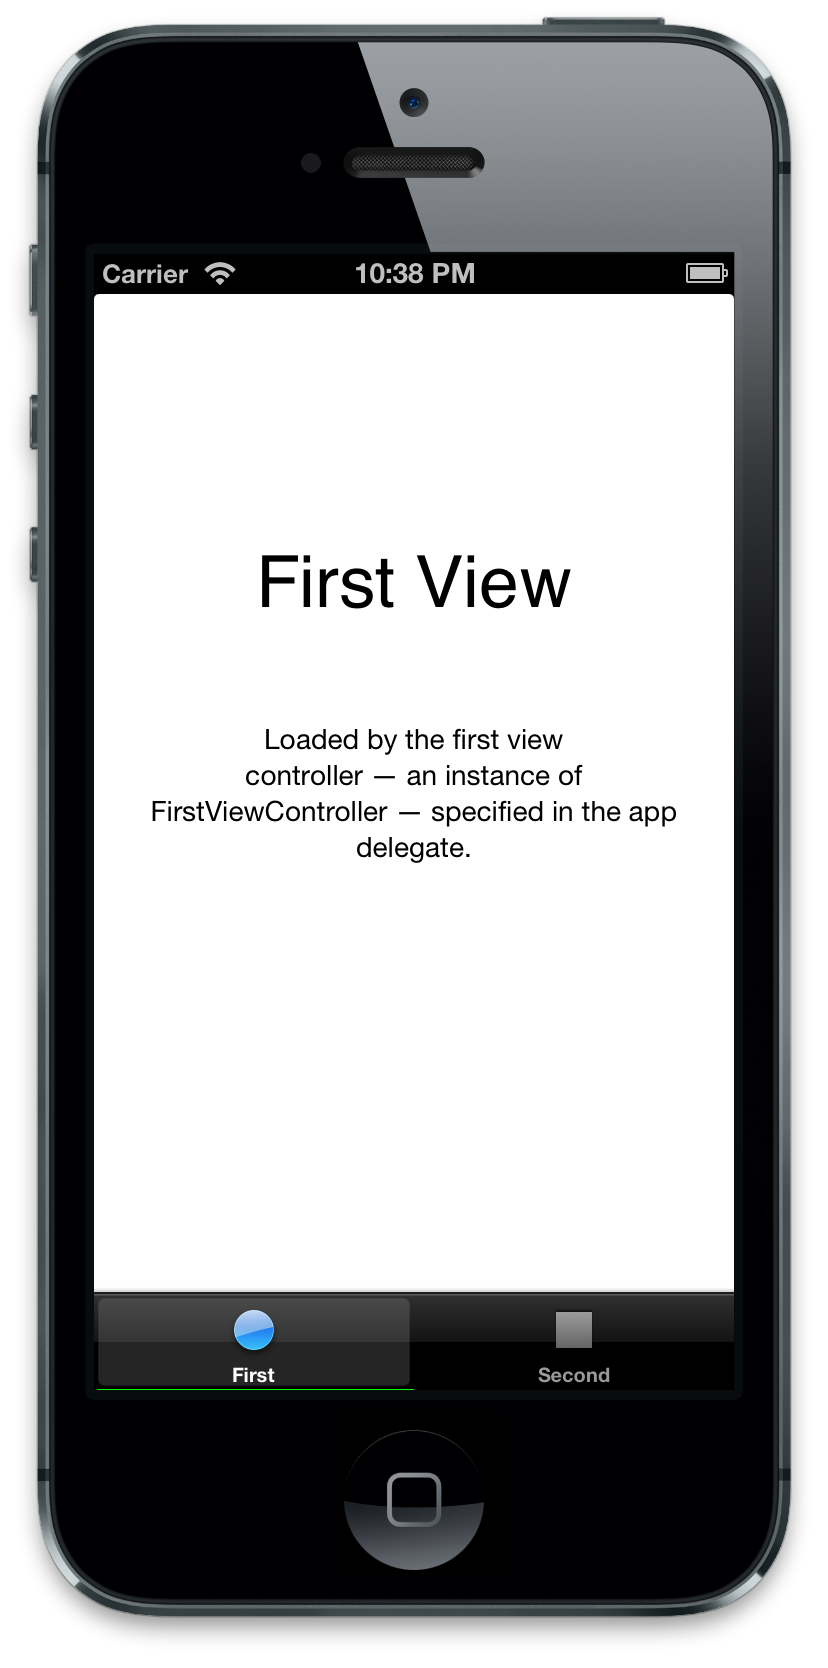 Carrier 10:38 PM
First View
Loaded by the first view
controller — an instance of
FirstViewController — specified in the app
delegate.
First Second